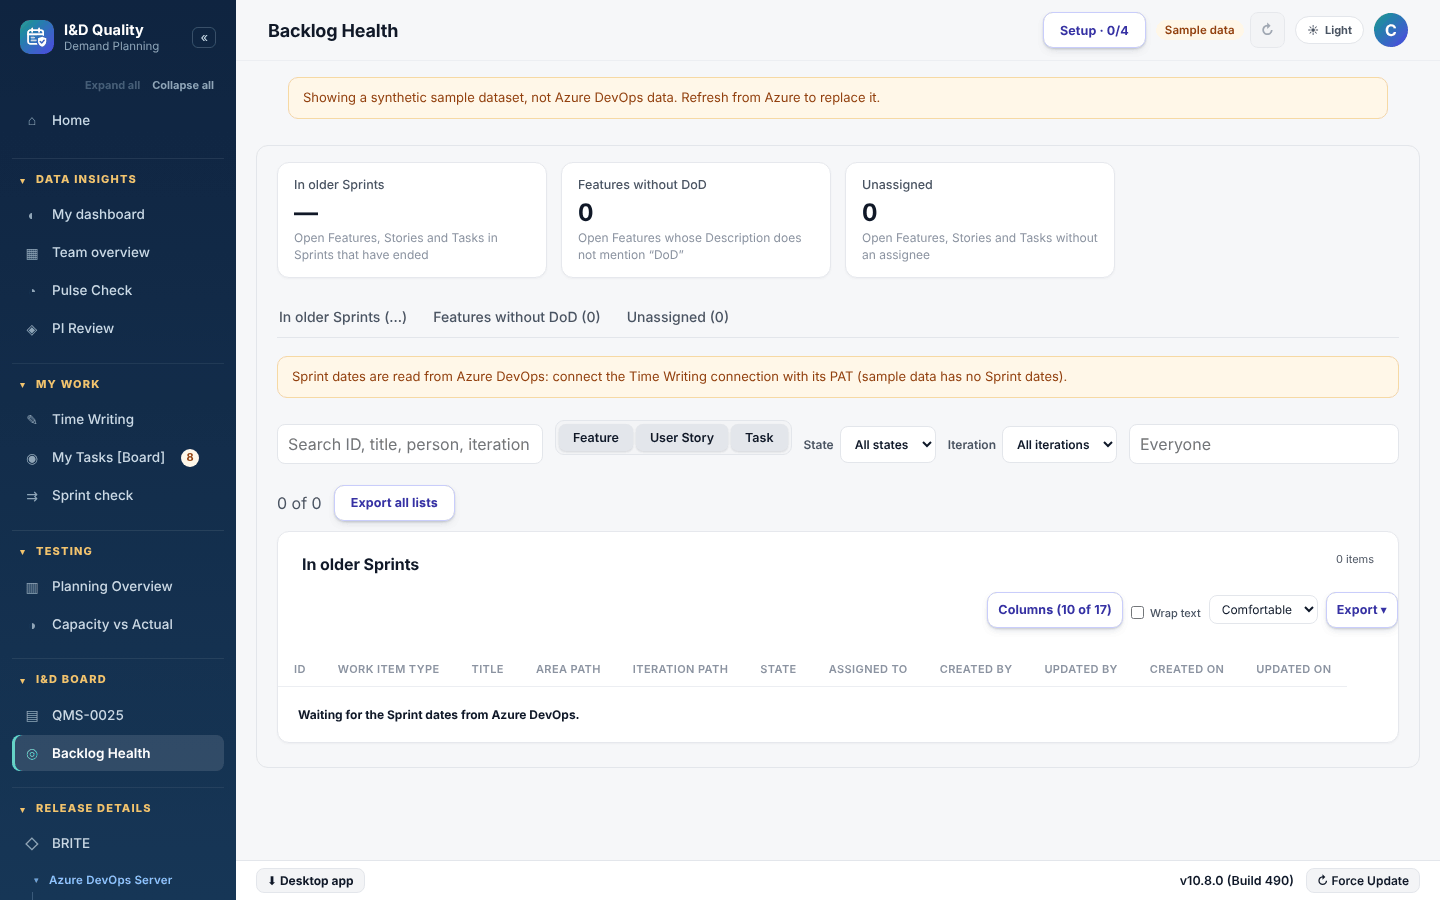 I&D Quality
Demand Planning
«
Expand all Collapse all
Home
DATA INSIGHTS
My dashboard
Team overview
Pulse Check
PI Review
MY WORK
Time Writing
My Tasks [Board] 8
Sprint check
TESTING
Planning Overview
Capacity vs Actual
I&D BOARD
QMS-0025
Backlog Health
RELEASE DETAILS
BRITE
Azure DevOps Server
Backlog Health
Setup · 0/4
Sample data
Light
C
Showing a synthetic sample dataset, not Azure DevOps data. Refresh from Azure to replace it.
In older Sprints
—
Open Features, Stories and Tasks in
Sprints that have ended
Features without DoD
0
Open Features whose Description does
not mention “DoD”
Unassigned
0
Open Features, Stories and Tasks without
an assignee
In older Sprints (…) Features without DoD (0) Unassigned (0)
Sprint dates are read from Azure DevOps: connect the Time Writing connection with its PAT (sample data has no Sprint dates).
Search ID, title, person, iteration Feature User Story Task State All states Iteration All iterations Everyone
0 of 0 Export all lists
In older Sprints 0 items
Columns (10 of 17) Wrap text Comfortable Export ▾
ID WORK ITEM TYPE TITLE AREA PATH ITERATION PATH STATE ASSIGNED TO CREATED BY UPDATED BY CREATED ON UPDATED ON
Waiting for the Sprint dates from Azure DevOps.
⬇ Desktop app v10.8.0 (Build 490) ↻ Force Update